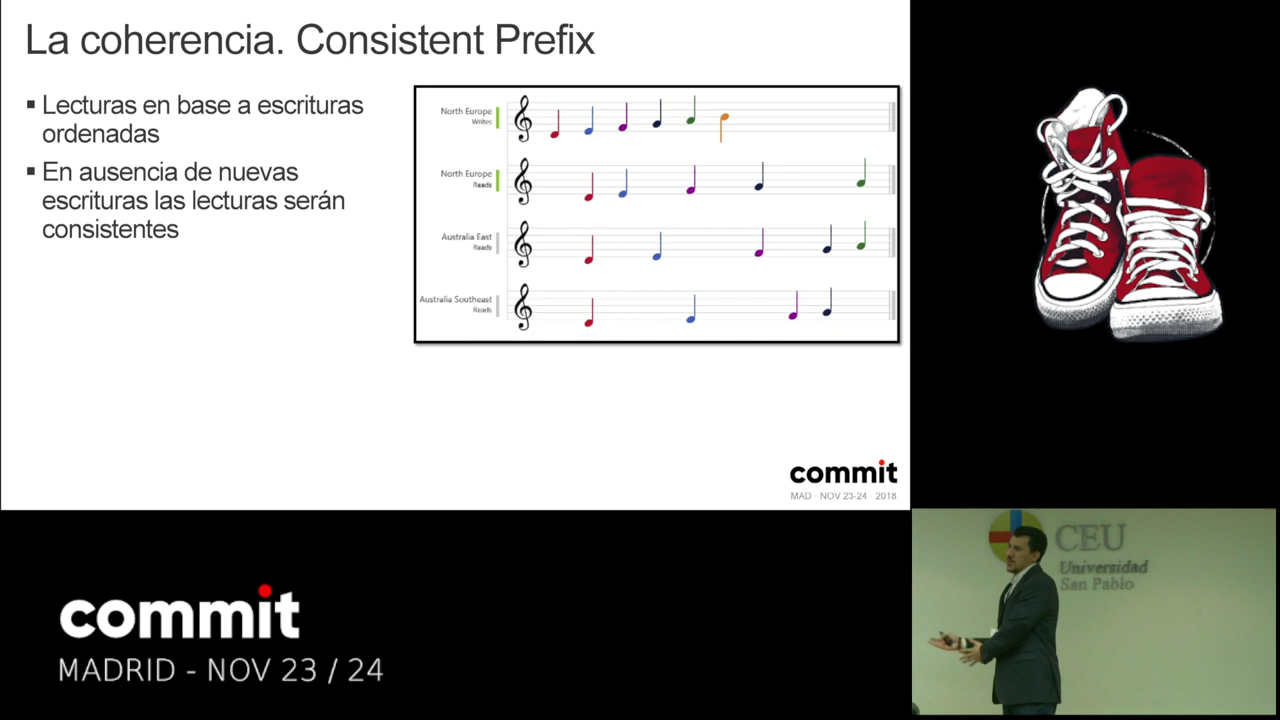 La coherencia. Consistent Prefix
▪ Lecturas en base a escrituras
ordenadas
▪ En ausencia de nuevas
escrituras las lecturas serán
consistentes
North Europe
Writes
North Europe
Reads
Australia East
Reads
Australia Southeast
Reads
commit
MAD · NOV 23-24 · 2018
commit
MADRID - NOV 23 / 24
CEU
Universidad
San Pablo